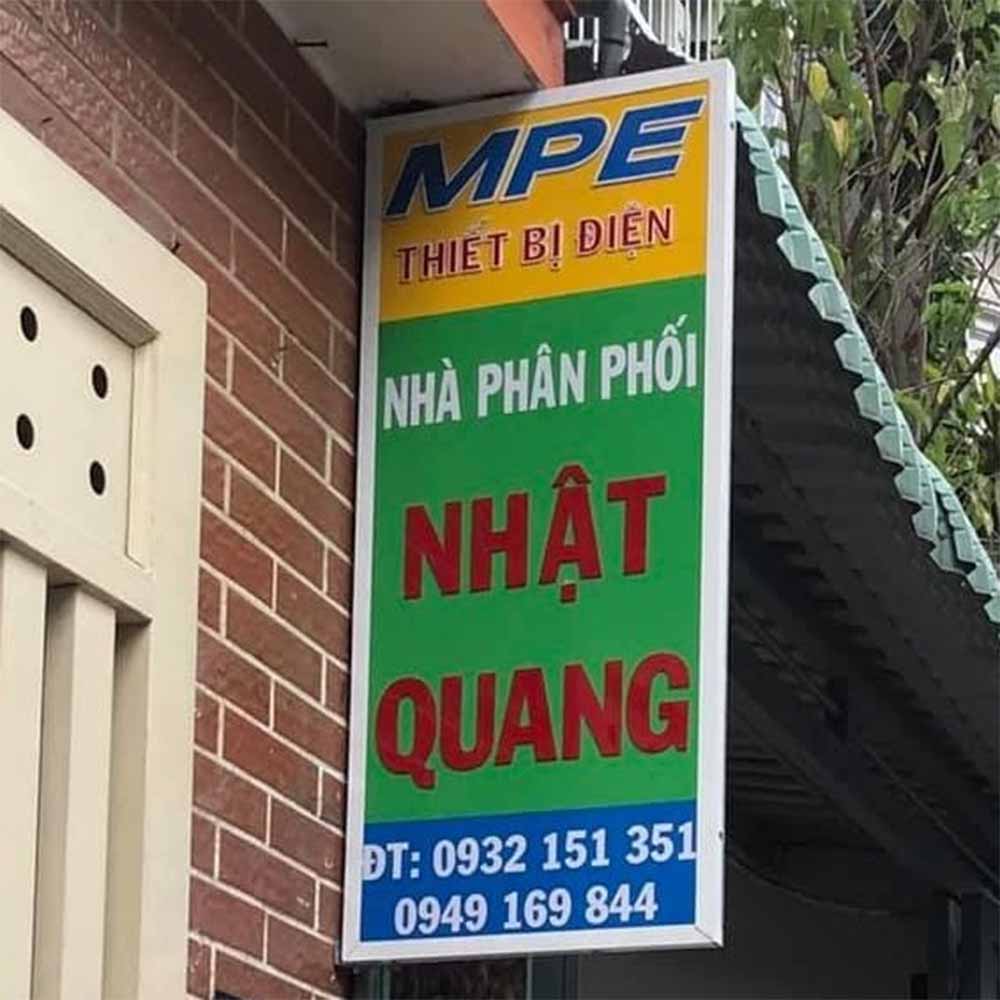 MPE
THIẾT BỊ ĐIỆN
NHÀ PHÂN PHỐI
NHẬT
QUANG
ĐT: 0932 151 351
0949 169 844